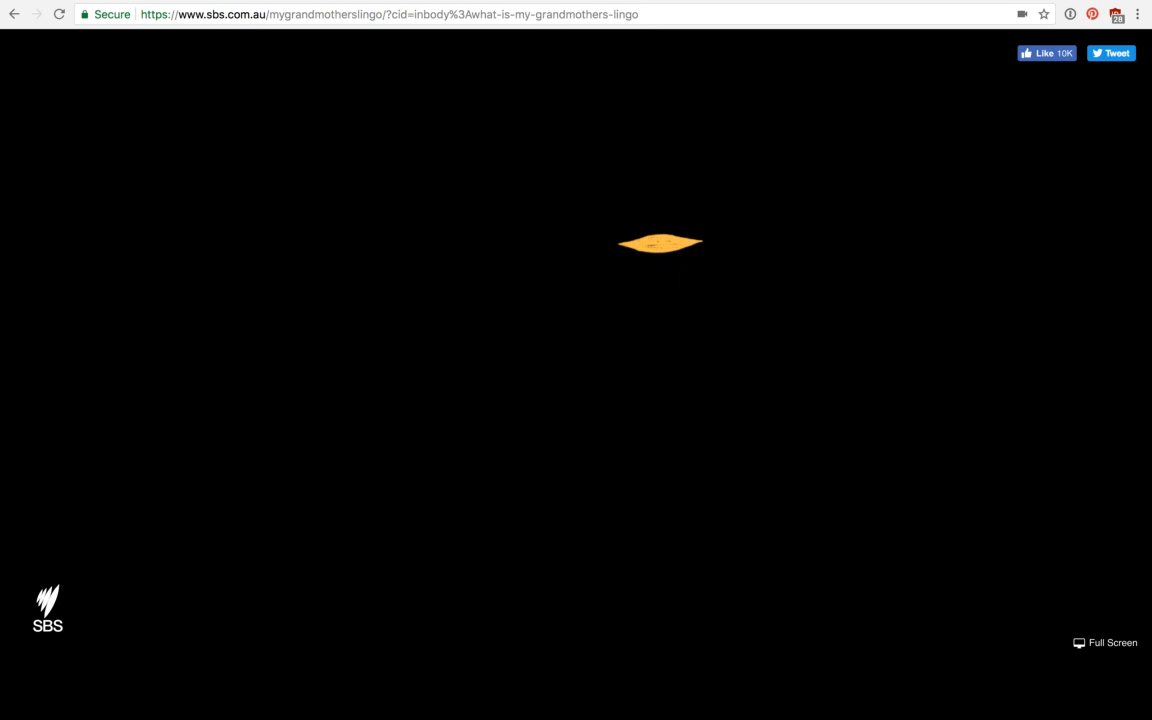 Secure
https://www.sbs.com.au/mygrandmotherslingo/?cid=inbody%3Awhat-is-my-grandmothers-lingo
28
Like 10K
Tweet
SBS
Full Screen